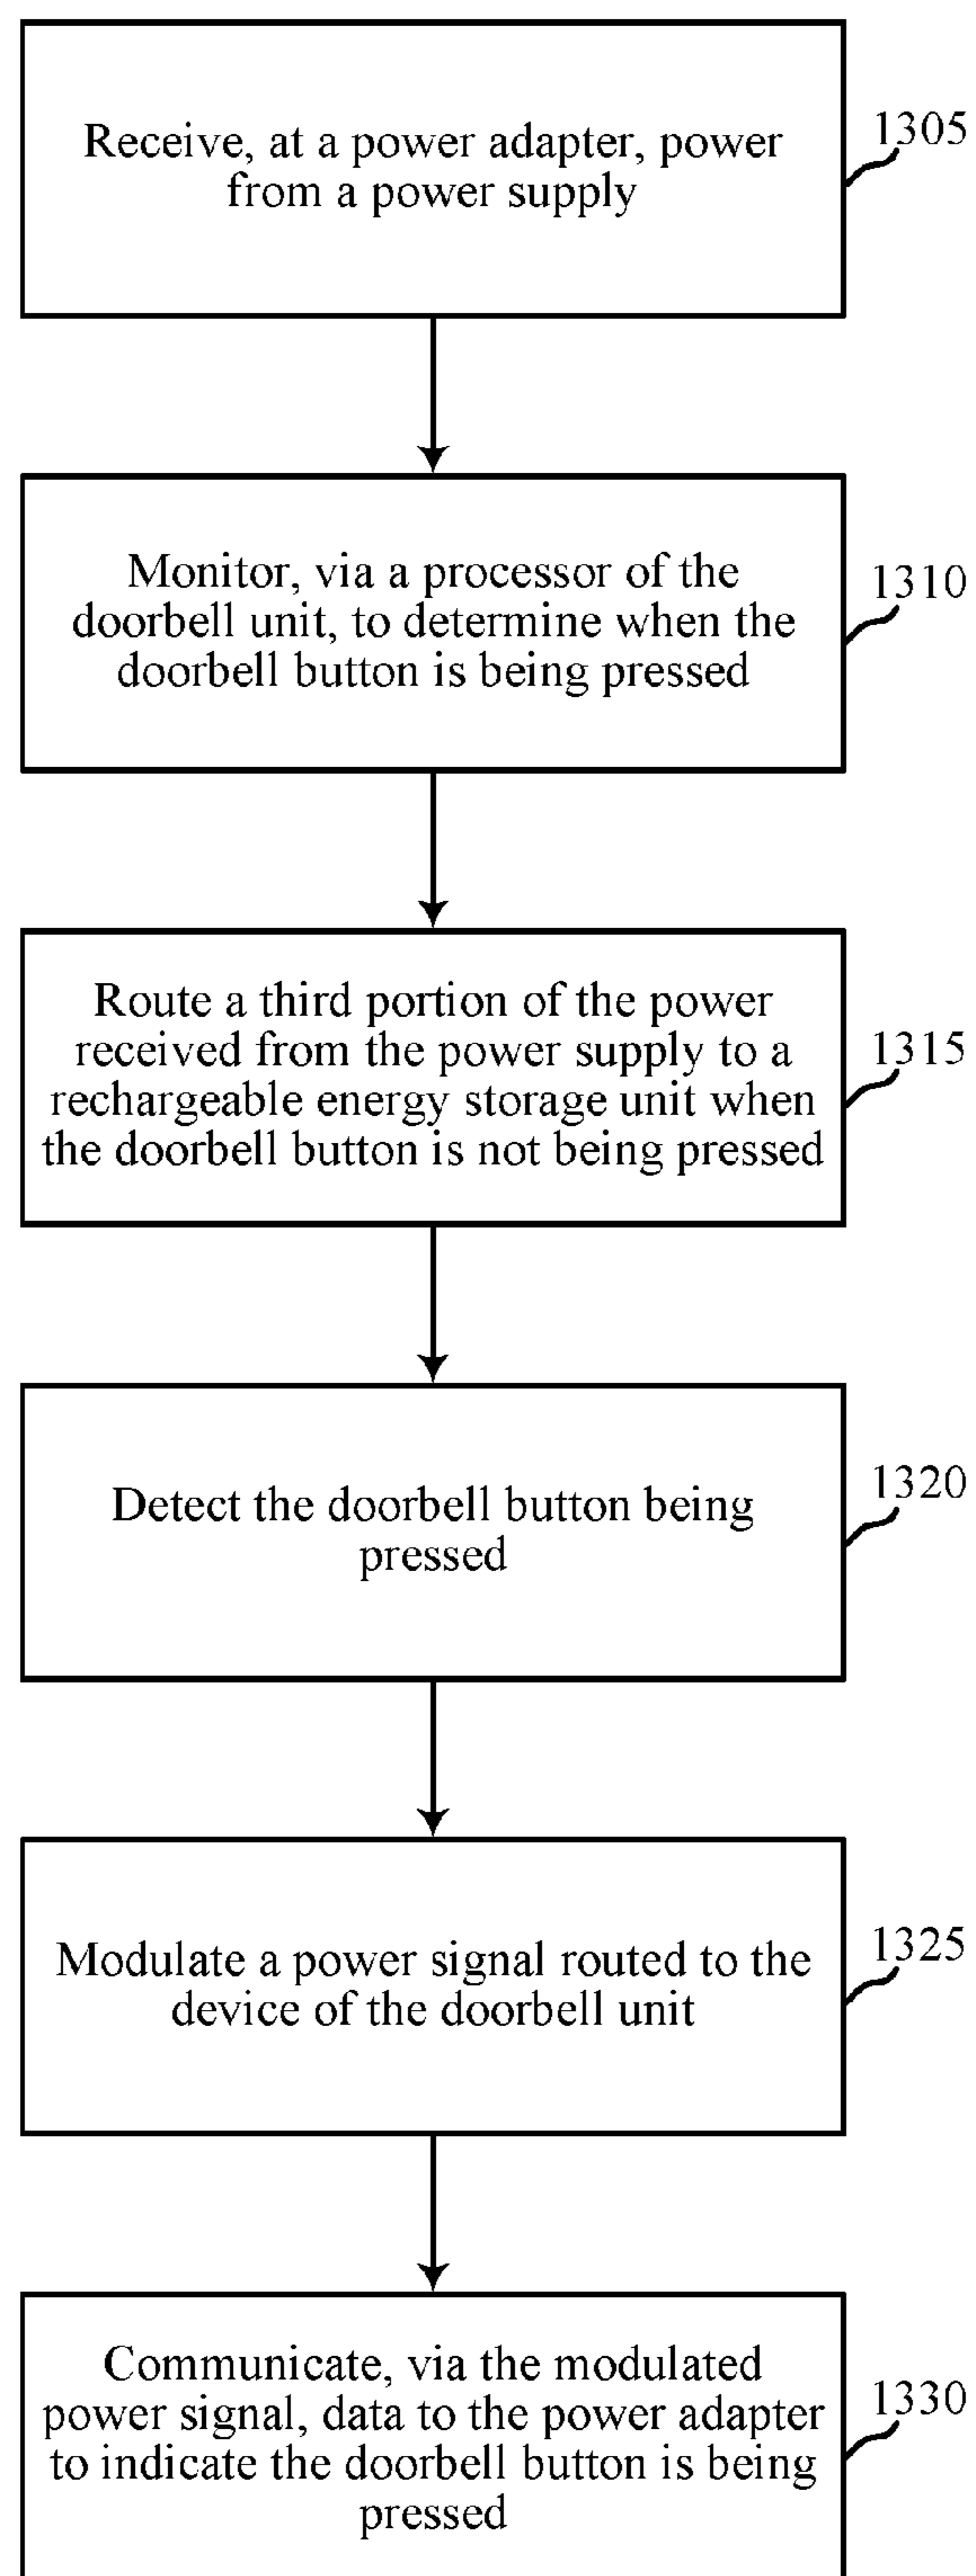 Receive, at a power adapter, power
from a power supply
1305
Monitor, via a processor of the
doorbell unit, to determine when the
doorbell button is being pressed
1310
Route a third portion of the power
received from the power supply to a
rechargeable energy storage unit when
the doorbell button is not being pressed
1315
Detect the doorbell button being
pressed
1320
Modulate a power signal routed to the
device of the doorbell unit
1325
Communicate, via the modulated
power signal, data to the power adapter
to indicate the doorbell button is being
pressed
1330